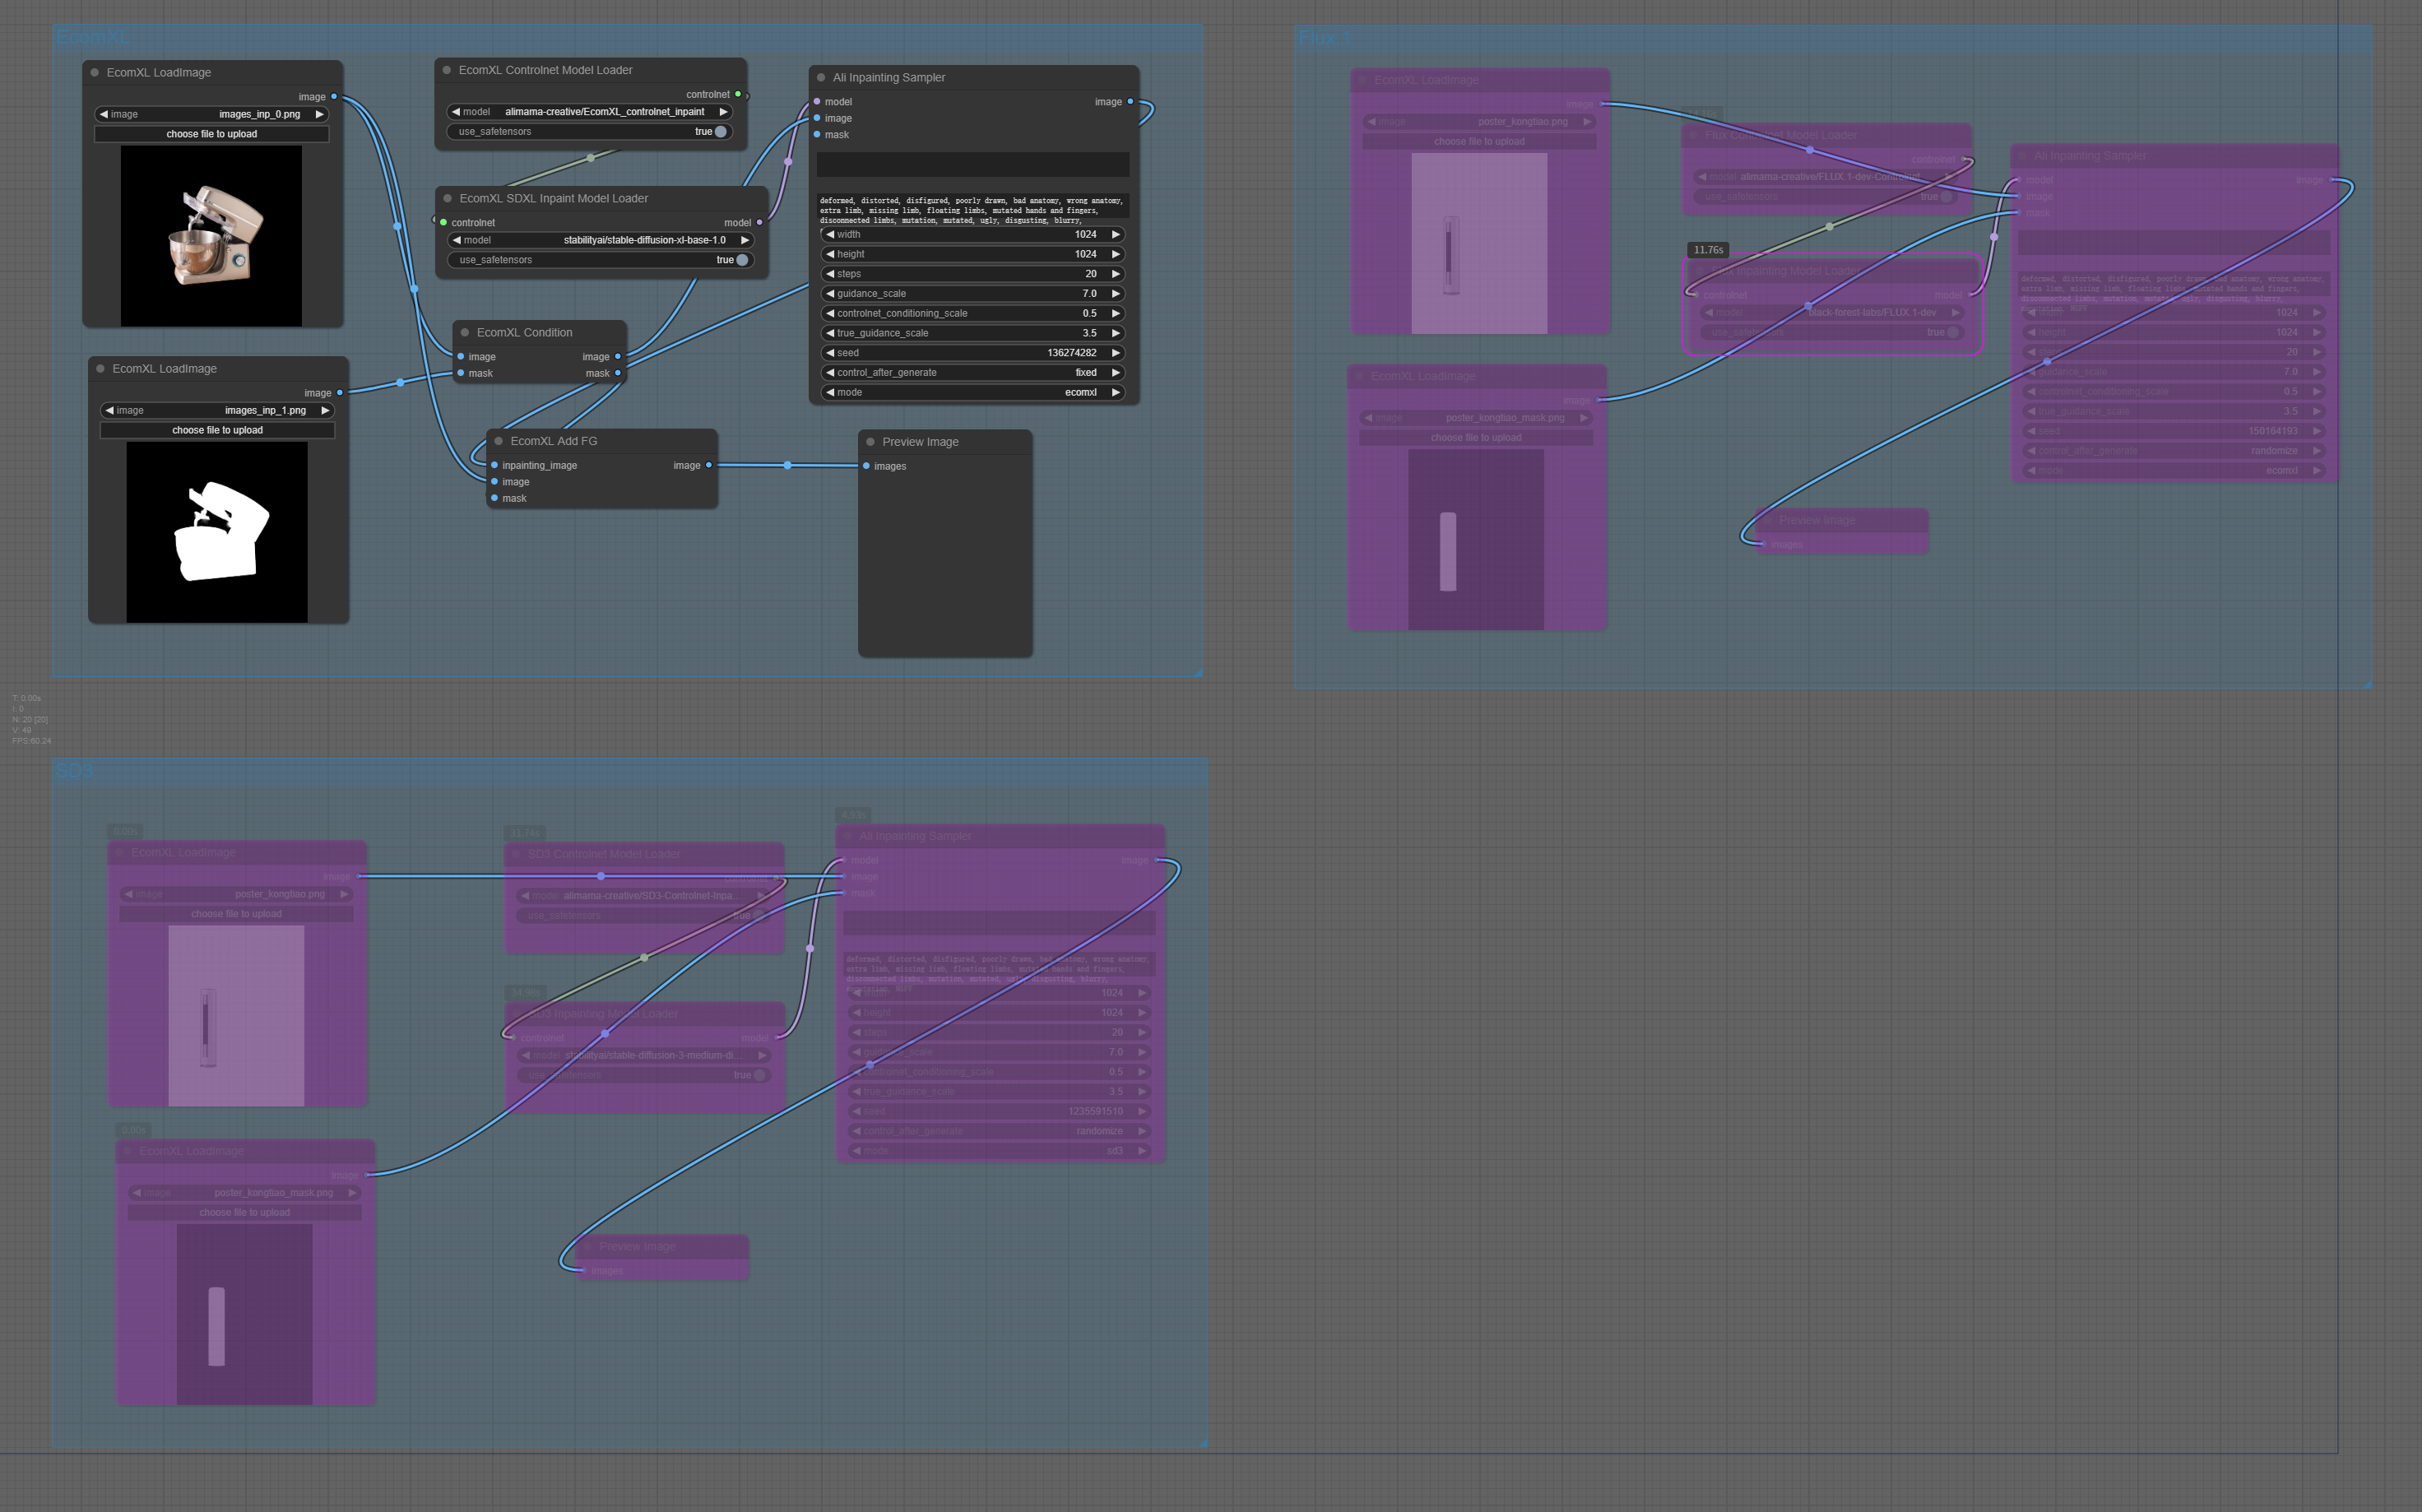 EcomXL
EcomXL LoadImage
image
image images_inp_0.png
choose file to upload
EcomXL LoadImage
image
image images_inp_1.png
choose file to upload
EcomXL Controlnet Model Loader
controlnet
model alimama-creative/EcomXL_controlnet_inpaint
use_safetensors true
EcomXL SDXL Inpaint Model Loader
controlnet model
model stabilityai/stable-diffusion-xl-base-1.0
use_safetensors true
EcomXL Condition
image image
mask mask
EcomXL Add FG
inpainting_image image
image
mask
Ali Inpainting Sampler
model image
image
mask
deformed, distorted, disfigured, poorly drawn, bad anatomy, wrong anatomy,
extra limb, missing limb, floating limbs, mutated hands and fingers,
disconnected limbs, mutation, mutated, ugly, disgusting, blurry,
width 1024
height 1024
steps 20
guidance_scale 7.0
controlnet_conditioning_scale 0.5
true_guidance_scale 3.5
seed 136274282
control_after_generate fixed
mode ecomxl
Preview Image
images
Flux 1
EcomXL LoadImage
image
image poster_kongtiao.png
choose file to upload
EcomXL LoadImage
image
image poster_kongtiao_mask.png
choose file to upload
Flux Controlnet Model Loader
controlnet
model alimama-creative/FLUX.1-dev-Controlnet
use_safetensors true
11.76s
Flux Inpainting Model Loader
controlnet model
model black-forest-labs/FLUX.1-dev
use_safetensors true
Ali Inpainting Sampler
model image
image
mask
deformed, distorted, disfigured, poorly drawn, bad anatomy, wrong anatomy,
extra limb, missing limb, floating limbs, mutated hands and fingers,
disconnected limbs, mutation, mutated, ugly, disgusting, blurry,
width 1024
height 1024
20
guidance_scale 7.0
controlnet_conditioning_scale 0.5
true_guidance_scale 3.5
seed 150164193
control_after_generate randomize
mode ecomxl
Preview Image
images
T: 0.00s
I: 0
N: 20 [20]
V: 49
FPS:60.24
SD3
0.00s
EcomXL LoadImage
image
image poster_kongtiao.png
choose file to upload
0.00s
EcomXL LoadImage
image
image poster_kongtiao_mask.png
choose file to upload
SD3 Controlnet Model Loader
controlnet
model alimama-creative/SD3-Controlnet-Inpa...
use_safetensors true
SD3 Inpainting Model Loader
controlnet model
model stabilityai/stable-diffusion-3-medium-di...
use_safetensors true
Ali Inpainting Sampler
model image
image
mask
deformed, distorted, disfigured, poorly drawn, bad anatomy, wrong anatomy,
extra limb, missing limb, floating limbs, mutated hands and fingers,
disconnected limbs, mutation, mutated, ugly, disgusting, blurry,
1024
height 1024
steps 20
guidance_scale 7.0
controlnet_conditioning_scale 0.5
true_guidance_scale 3.5
seed 1235591510
control_after_generate randomize
mode sd3
Preview Image
images